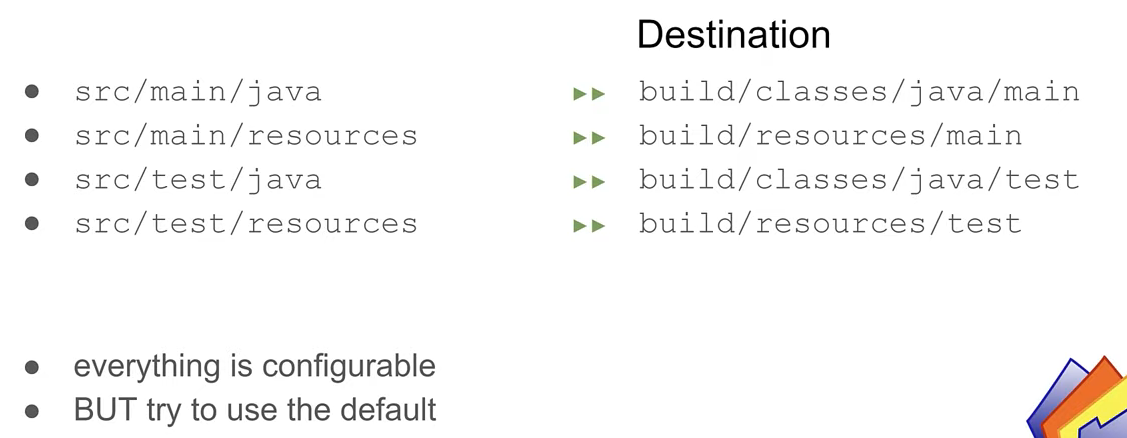 Destination
● src/main/java ▸▸ build/classes/java/main
● src/main/resources ▸▸ build/resources/main
● src/test/java ▸▸ build/classes/java/test
● src/test/resources ▸▸ build/resources/test
● everything is configurable
● BUT try to use the default